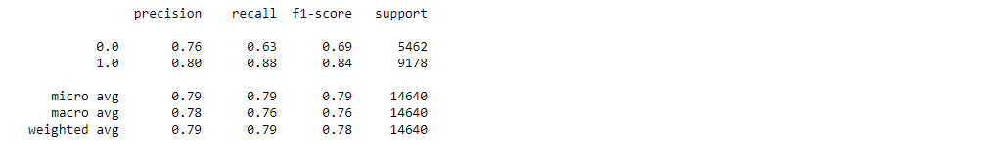 precision recall f1-score support
0.0 0.76 0.63 0.69 5462
1.0 0.80 0.88 0.84 9178
micro avg 0.79 0.79 0.79 14640
macro avg 0.78 0.76 0.76 14640
weighted avg 0.79 0.79 0.78 14640